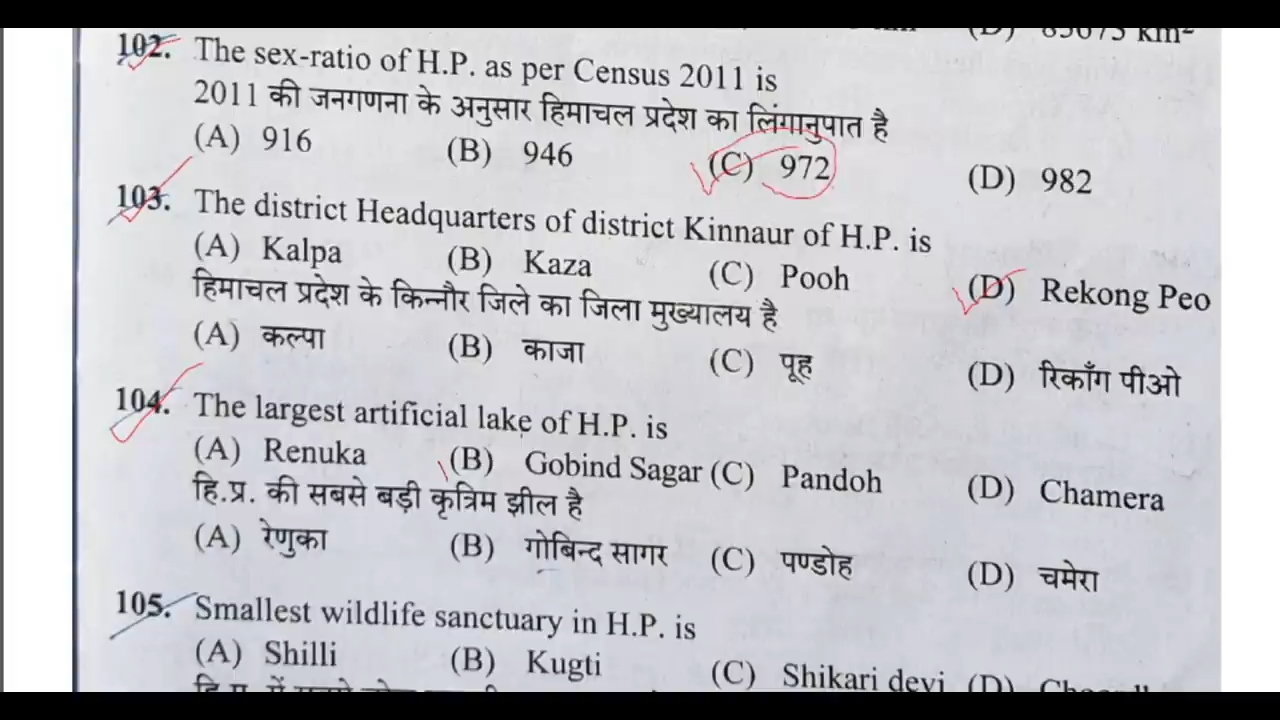 (D) 85673 km²
102. The sex-ratio of H.P. as per Census 2011 is
2011 की जनगणना के अनुसार हिमाचल प्रदेश का लिंगानुपात है
(A) 916 (B) 946 (C) 972 (D) 982
103. The district Headquarters of district Kinnaur of H.P. is
(A) Kalpa (B) Kaza (C) Pooh (D) Rekong Peo
हिमाचल प्रदेश के किन्नौर जिले का जिला मुख्यालय है
(A) कल्पा (B) काजा (C) पूह (D) रिकाँग पीओ
104. The largest artificial lake of H.P. is
(A) Renuka (B) Gobind Sagar (C) Pandoh (D) Chamera
हि.प्र. की सबसे बड़ी कृत्रिम झील है
(A) रेणुका (B) गोबिन्द सागर (C) पण्डोह (D) चमेरा
105. Smallest wildlife sanctuary in H.P. is
(A) Shilli (B) Kugti (C) Shikari devi (D)